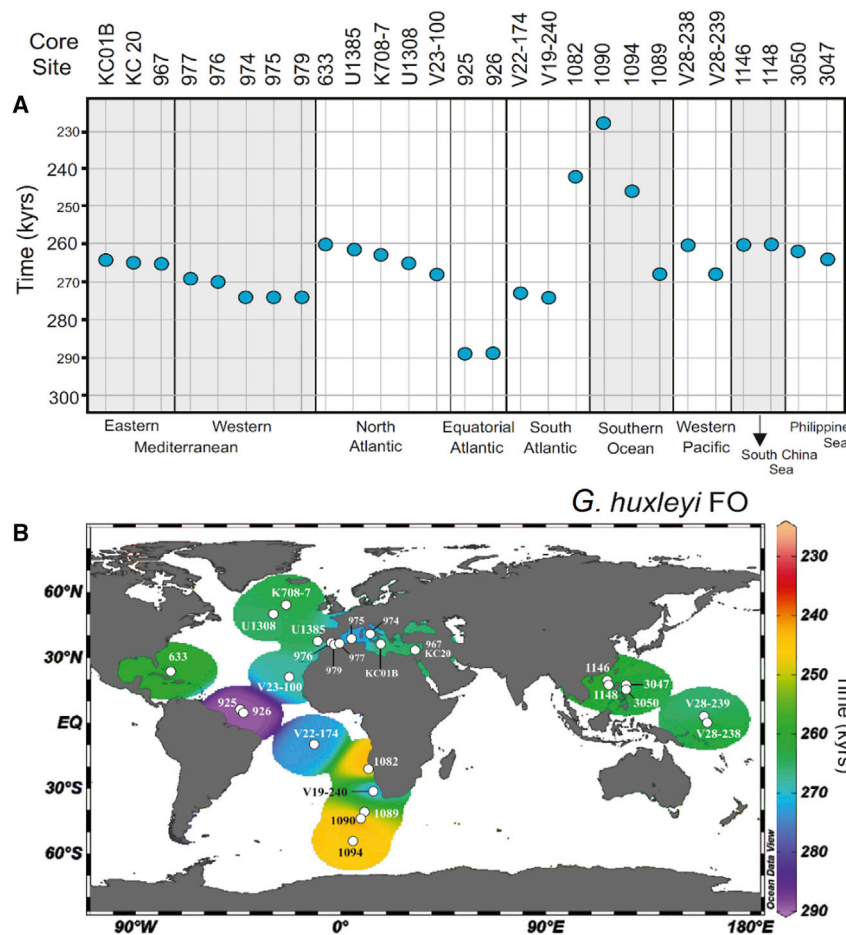 Core Site
KC01B KC 20 967 977 976 974 975 979 633 U1385 K708-7 U1308 V23-100 925 926 V22-174 V19-240 1082 1090 1094 1089 V28-238 V28-239 1146 1148 3050 3047
A
Time (kyrs)
230
240
250
260
270
280
290
300
Eastern Western
Mediterranean
North Atlantic
Equatorial Atlantic
South Atlantic
Southern Ocean
Western Pacific
South China Sea
Philippine Sea
G. huxleyi FO
B
60°N
30°N
EQ
30°S
60°S
90°W 0° 90°E 180°E
K708-7
U1308
U1385
975
974
967
KC20
976
979
977
KC01B
633
V23-100
925
926
V22-174
1082
V19-240
1090
1089
1094
1146
1148
3047
3050
V28-239
V28-238
Ocean Data View
230
240
250
260
270
280
290
Time (kyrs)